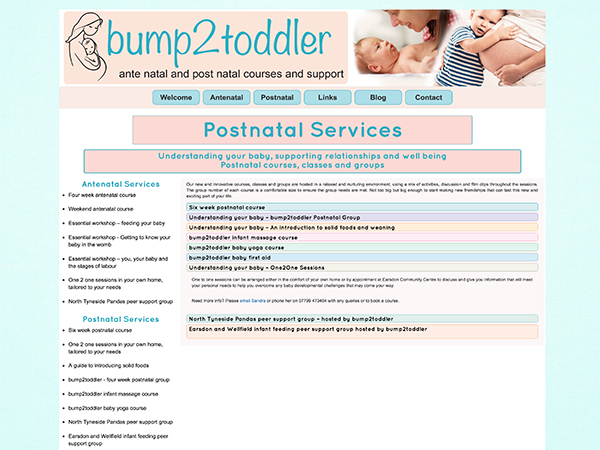 bump2toddler
ante natal and post natal courses and support
Welcome
Antenatal
Postnatal
Links
Blog
Contact
Postnatal Services
Understanding your baby, supporting relationships and well being
Postnatal courses, classes and groups
Antenatal Services
Four week antenatal course
Weekend antenatal course
Essential workshop – feeding your
baby
Essential workshop - Getting to know your
baby in the womb
Essential workshop – you, your baby and
the stages of labour
One 2 one sessions in your own home,
tailored to your needs
North Tyneside Pandas peer support group
Postnatal Services
Six week postnatal course
One 2 one sessions in your own home,
tailored to your needs
A guide to introducing solid foods
bump2toddler - four week postnatal group
bump2toddler infant massage course
bump2toddler baby yoga course
North Tyneside Pandas peer support group
Earsdon and Wellfield infant feeding peer
support group
Our new and innovative courses, classes and groups are hosted in a relaxed and nurturing environment, using a mix of activities, discussion and film clips throughout the sessions.
The group number of each course is a comfortable size to ensure the group needs are met. Not too big but big enough to start making new friendships that can last this new and
exciting part of your life.
Six week postnatal course
Understanding your baby – bump2toddler Postnatal Group
Understanding your baby – An introduction to solid foods and weaning
bump2toddler infant massage course
bump2toddler baby yoga course
bump2toddler baby first aid
Understanding your baby – One2One Sessions
One to one sessions can be arranged either in the comfort of your own home or by appointment at Earsdon Community Centre to discuss and give you information that will meet
your personal needs to help you overcome any baby developmental challenges that may come your way.
Need more info? Please email Sandra or phone her on 07799 473484 with any queries or to book a course.
North Tyneside Pandas peer support group – hosted by bump2toddler
Earsdon and Wellfield infant feeding peer support group hosted by bump2toddler